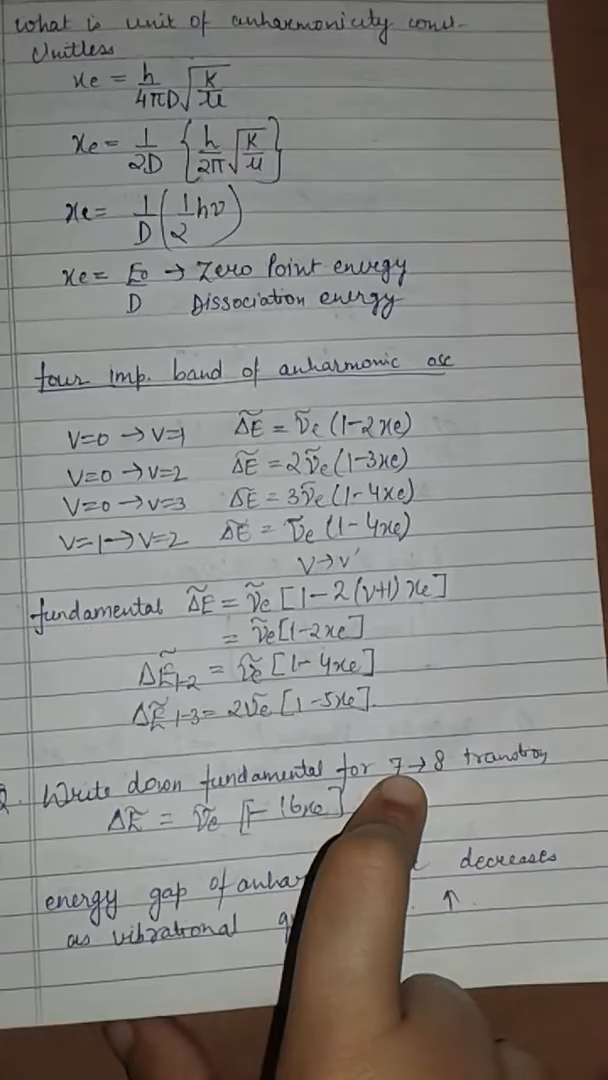 What is unit of anharmonicity const.
Unitless
xe = h/4πD √K/μ
xe = 1/2D {h/2π √K/μ}
xe = 1/D (1/2 hν)
xe = E₀ → Zero Point energy
D Dissociation energy
four imp. band of anharmonic osc
V=0 → V=1 ΔẼ = ν̃e (1-2xe)
V=0 → V=2 ΔẼ = 2ν̃e (1-3xe)
V=0 → V=3 ΔẼ = 3ν̃e (1-4xe)
V=1 → V=2 ΔẼ = ν̃e (1-4xe)
V → V'
fundamental ΔẼ = ν̃e [1-2(V+1)xe]
= ν̃e [1-2xe]
ΔẼ1-2 = ν̃e [1-4xe]
ΔẼ1-3 = 2ν̃e [1-5xe]
Write down fundamental for 7→8
ΔẼ = ν̃e [1-16xe]
energy gap of decreases
as vibrational ↑.